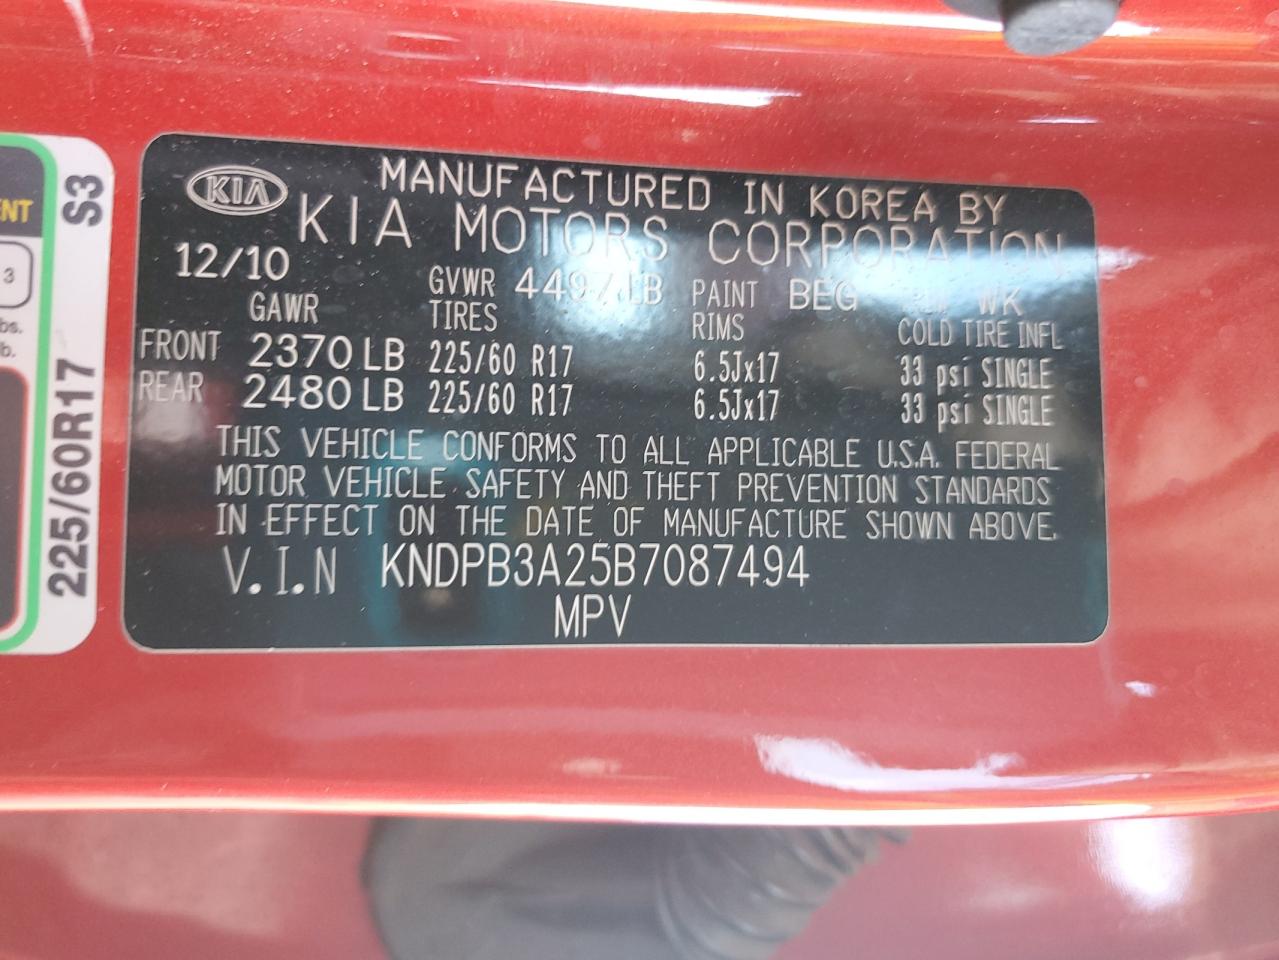 KIA
MANUFACTURED IN KOREA BY
KIA MOTORS CORPORATION
12/10 GVWR 4497 LB PAINT BEG WK
GAWR TIRES RIMS COLD TIRE INFL
FRONT 2370 LB 225/60 R17 6.5Jx17 33 psi SINGLE
REAR 2480 LB 225/60 R17 6.5Jx17 33 psi SINGLE
THIS VEHICLE CONFORMS TO ALL APPLICABLE U.S.A. FEDERAL
MOTOR VEHICLE SAFETY AND THEFT PREVENTION STANDARDS
IN EFFECT ON THE DATE OF MANUFACTURE SHOWN ABOVE.
V.I.N KNDPB3A25B7087494
MPV
225/60R17 S3
3